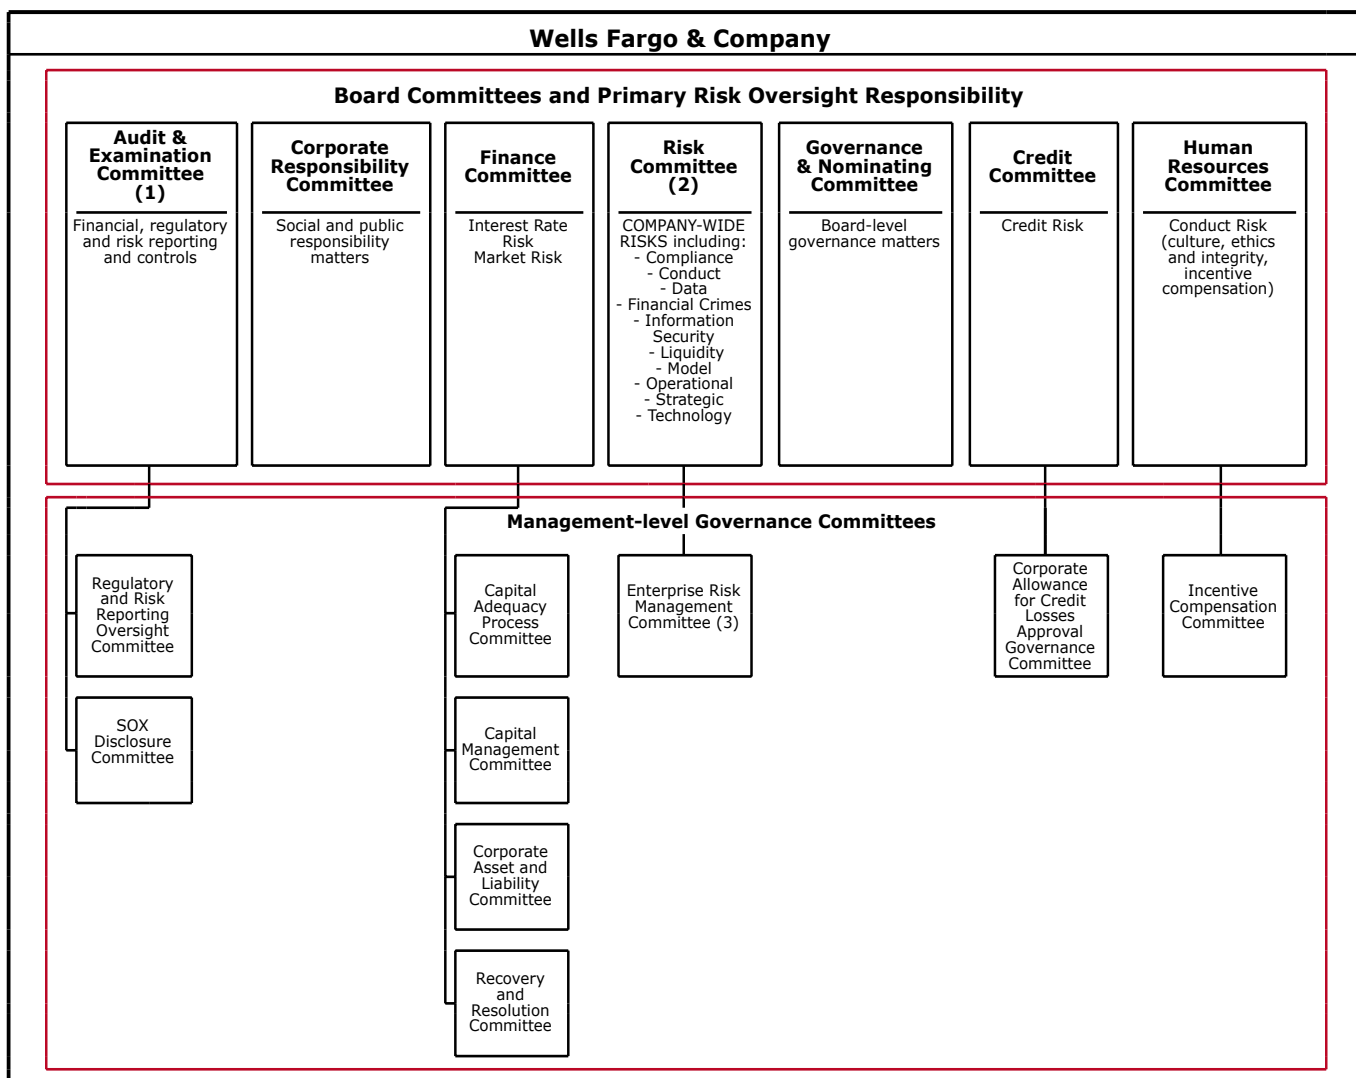 Wells Fargo & Company
Board Committees and Primary Risk Oversight Responsibility
Audit &
Examination
Committee
(1)
Financial, regulatory
and risk reporting
and controls
Corporate
Responsibility
Committee
Social and public
responsibility
matters
Finance
Committee
Interest Rate
Risk
Market Risk
Risk
Committee
(2)
COMPANY-WIDE
RISKS including:
- Compliance
- Conduct
- Data
- Financial Crimes
- Information
Security
- Liquidity
- Model
- Operational
- Strategic
- Technology
Governance
& Nominating
Committee
Board-level
governance matters
Credit
Committee
Credit Risk
Human
Resources
Committee
Conduct Risk
(culture, ethics
and integrity,
incentive
compensation)
Management-level Governance Committees
Regulatory
and Risk
Reporting
Oversight
Committee
SOX
Disclosure
Committee
Capital
Adequacy
Process
Committee
Capital
Management
Committee
Corporate
Asset and
Liability
Committee
Recovery
and
Resolution
Committee
Enterprise Risk
Management
Committee (3)
Corporate
Allowance
for Credit
Losses
Approval
Governance
Committee
Incentive
Compensation
Committee